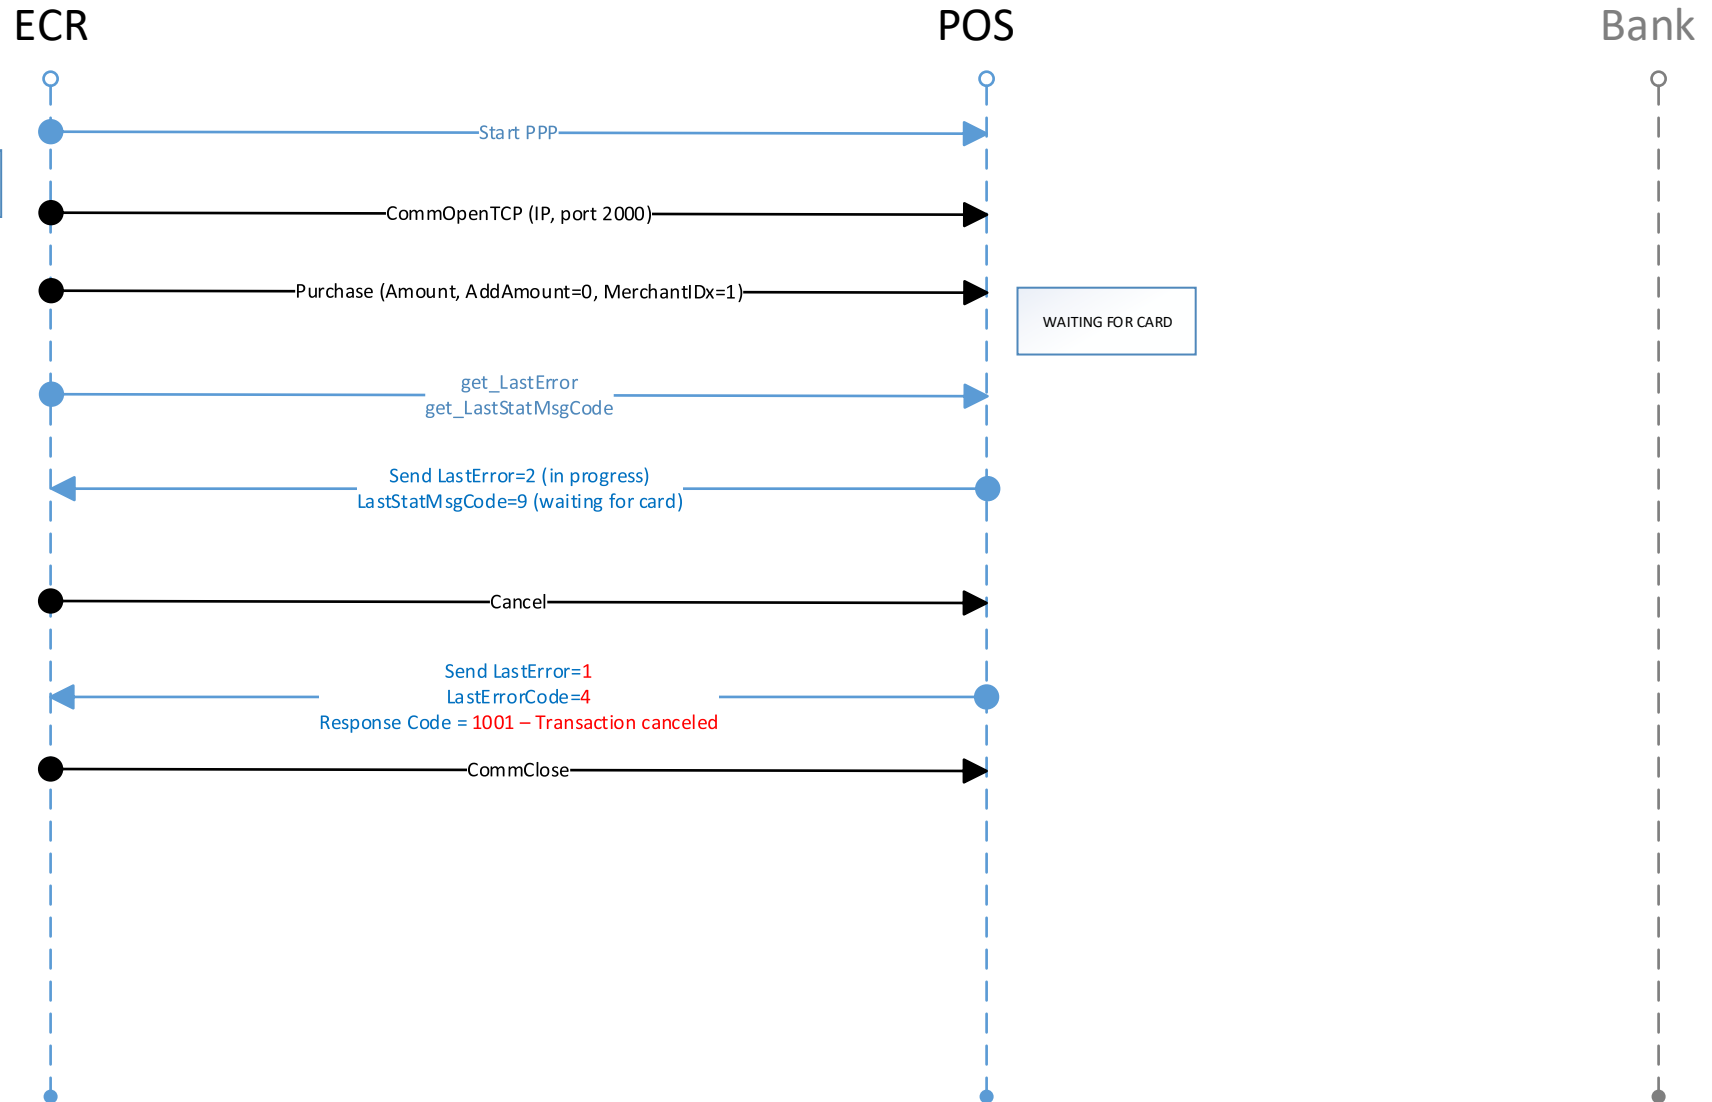 ECR
POS
Bank
Start PPP
CommOpenTCP (IP, port 2000)
Purchase (Amount, AddAmount=0, MerchantIDx=1)
WAITING FOR CARD
get_LastError
get_LastStatMsgCode
Send LastError=2 (in progress)
LastStatMsgCode=9 (waiting for card)
Cancel
Send LastError=1
LastErrorCode=4
Response Code = 1001 – Transaction canceled
CommClose